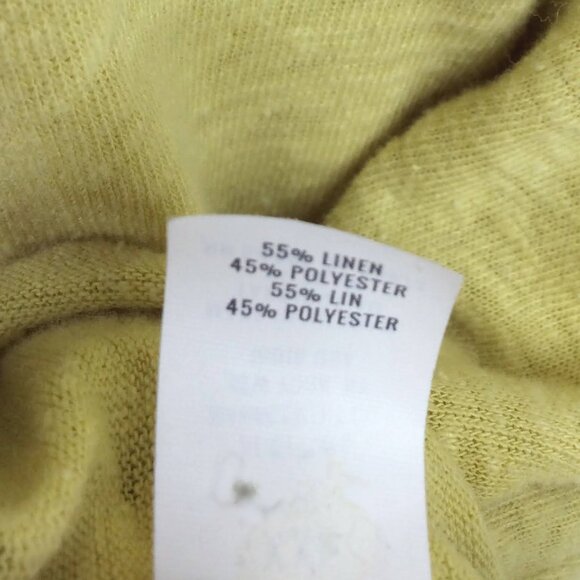 55% LINEN
45% POLYESTER
55% LIN
45% POLYESTER